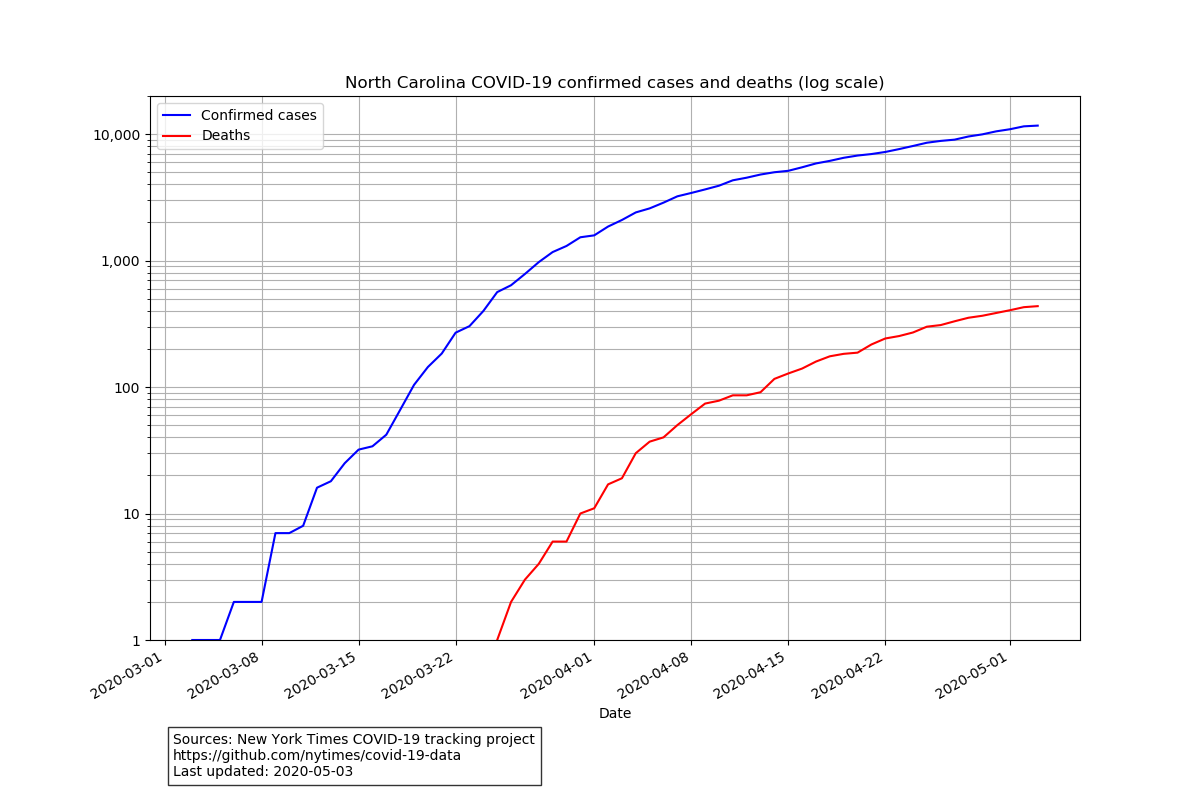 North Carolina COVID-19 confirmed cases and deaths (log scale)
Confirmed cases
Deaths
10,000
1,000
100
10
1
2020-03-01
2020-03-08
2020-03-15
2020-03-22
2020-04-01
2020-04-08
2020-04-15
2020-04-22
2020-05-01
Date
Sources: New York Times COVID-19 tracking project
https://github.com/nytimes/covid-19-data
Last updated: 2020-05-03